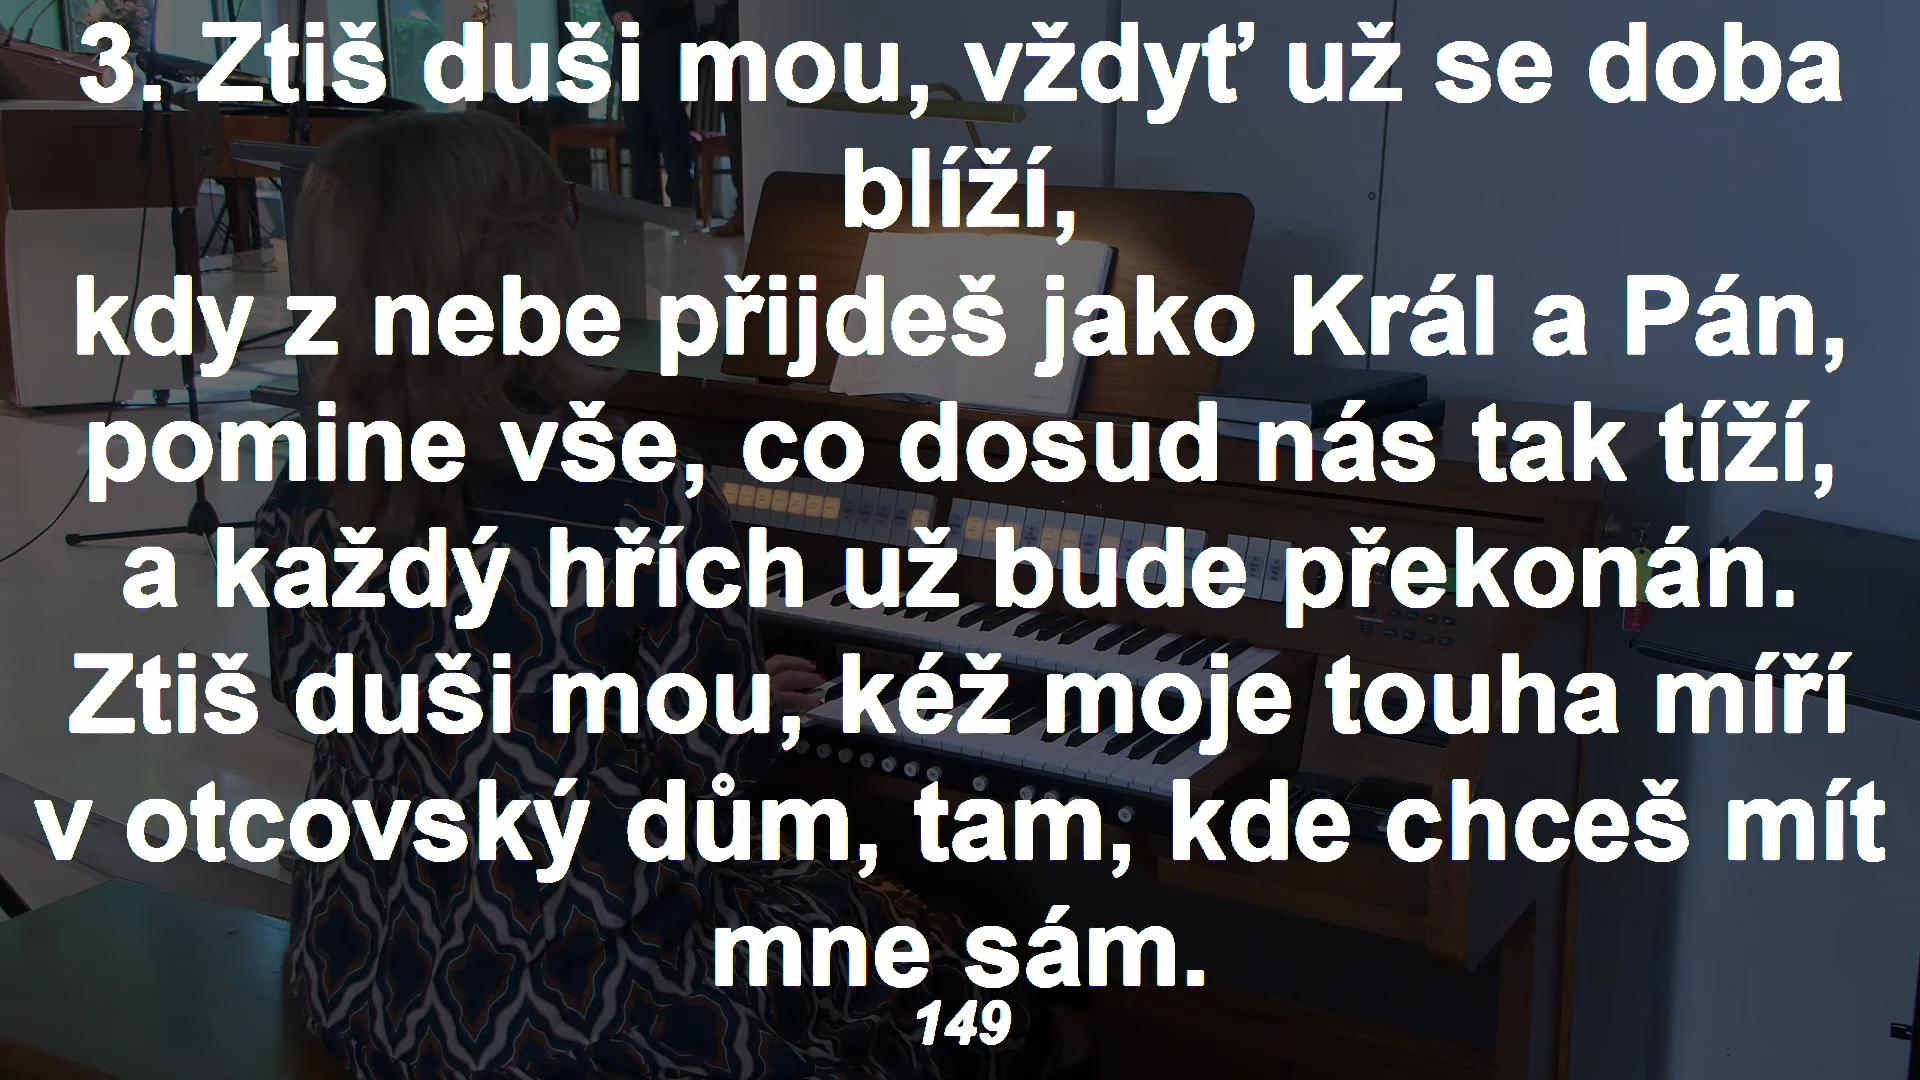 3. Ztiš duši mou, vždyť už se doba
blíží,
kdy z nebe přijdeš jako Král a Pán,
pomine vše, co dosud nás tak tíží,
a každý hřích už bude překonán.
Ztiš duši mou, kéž moje touha míří
v otcovský dům, tam, kde chceš mít
mne sám.
149